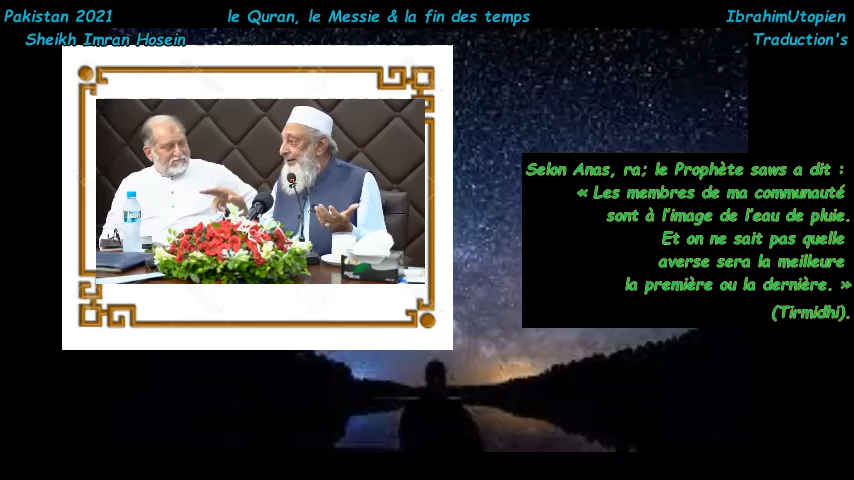 Pakistan 2021
le Quran, le Messie & la fin des temps
IbrahimUtopien
Sheikh Imran Hosein
Traduction's
Selon Anas, ra; le Prophète saws a dit :
« Les membres de ma communauté
sont à l'image de l'eau de pluie.
Et on ne sait pas quelle
averse sera la meilleure
la première ou la dernière. »
(Tirmidhi).